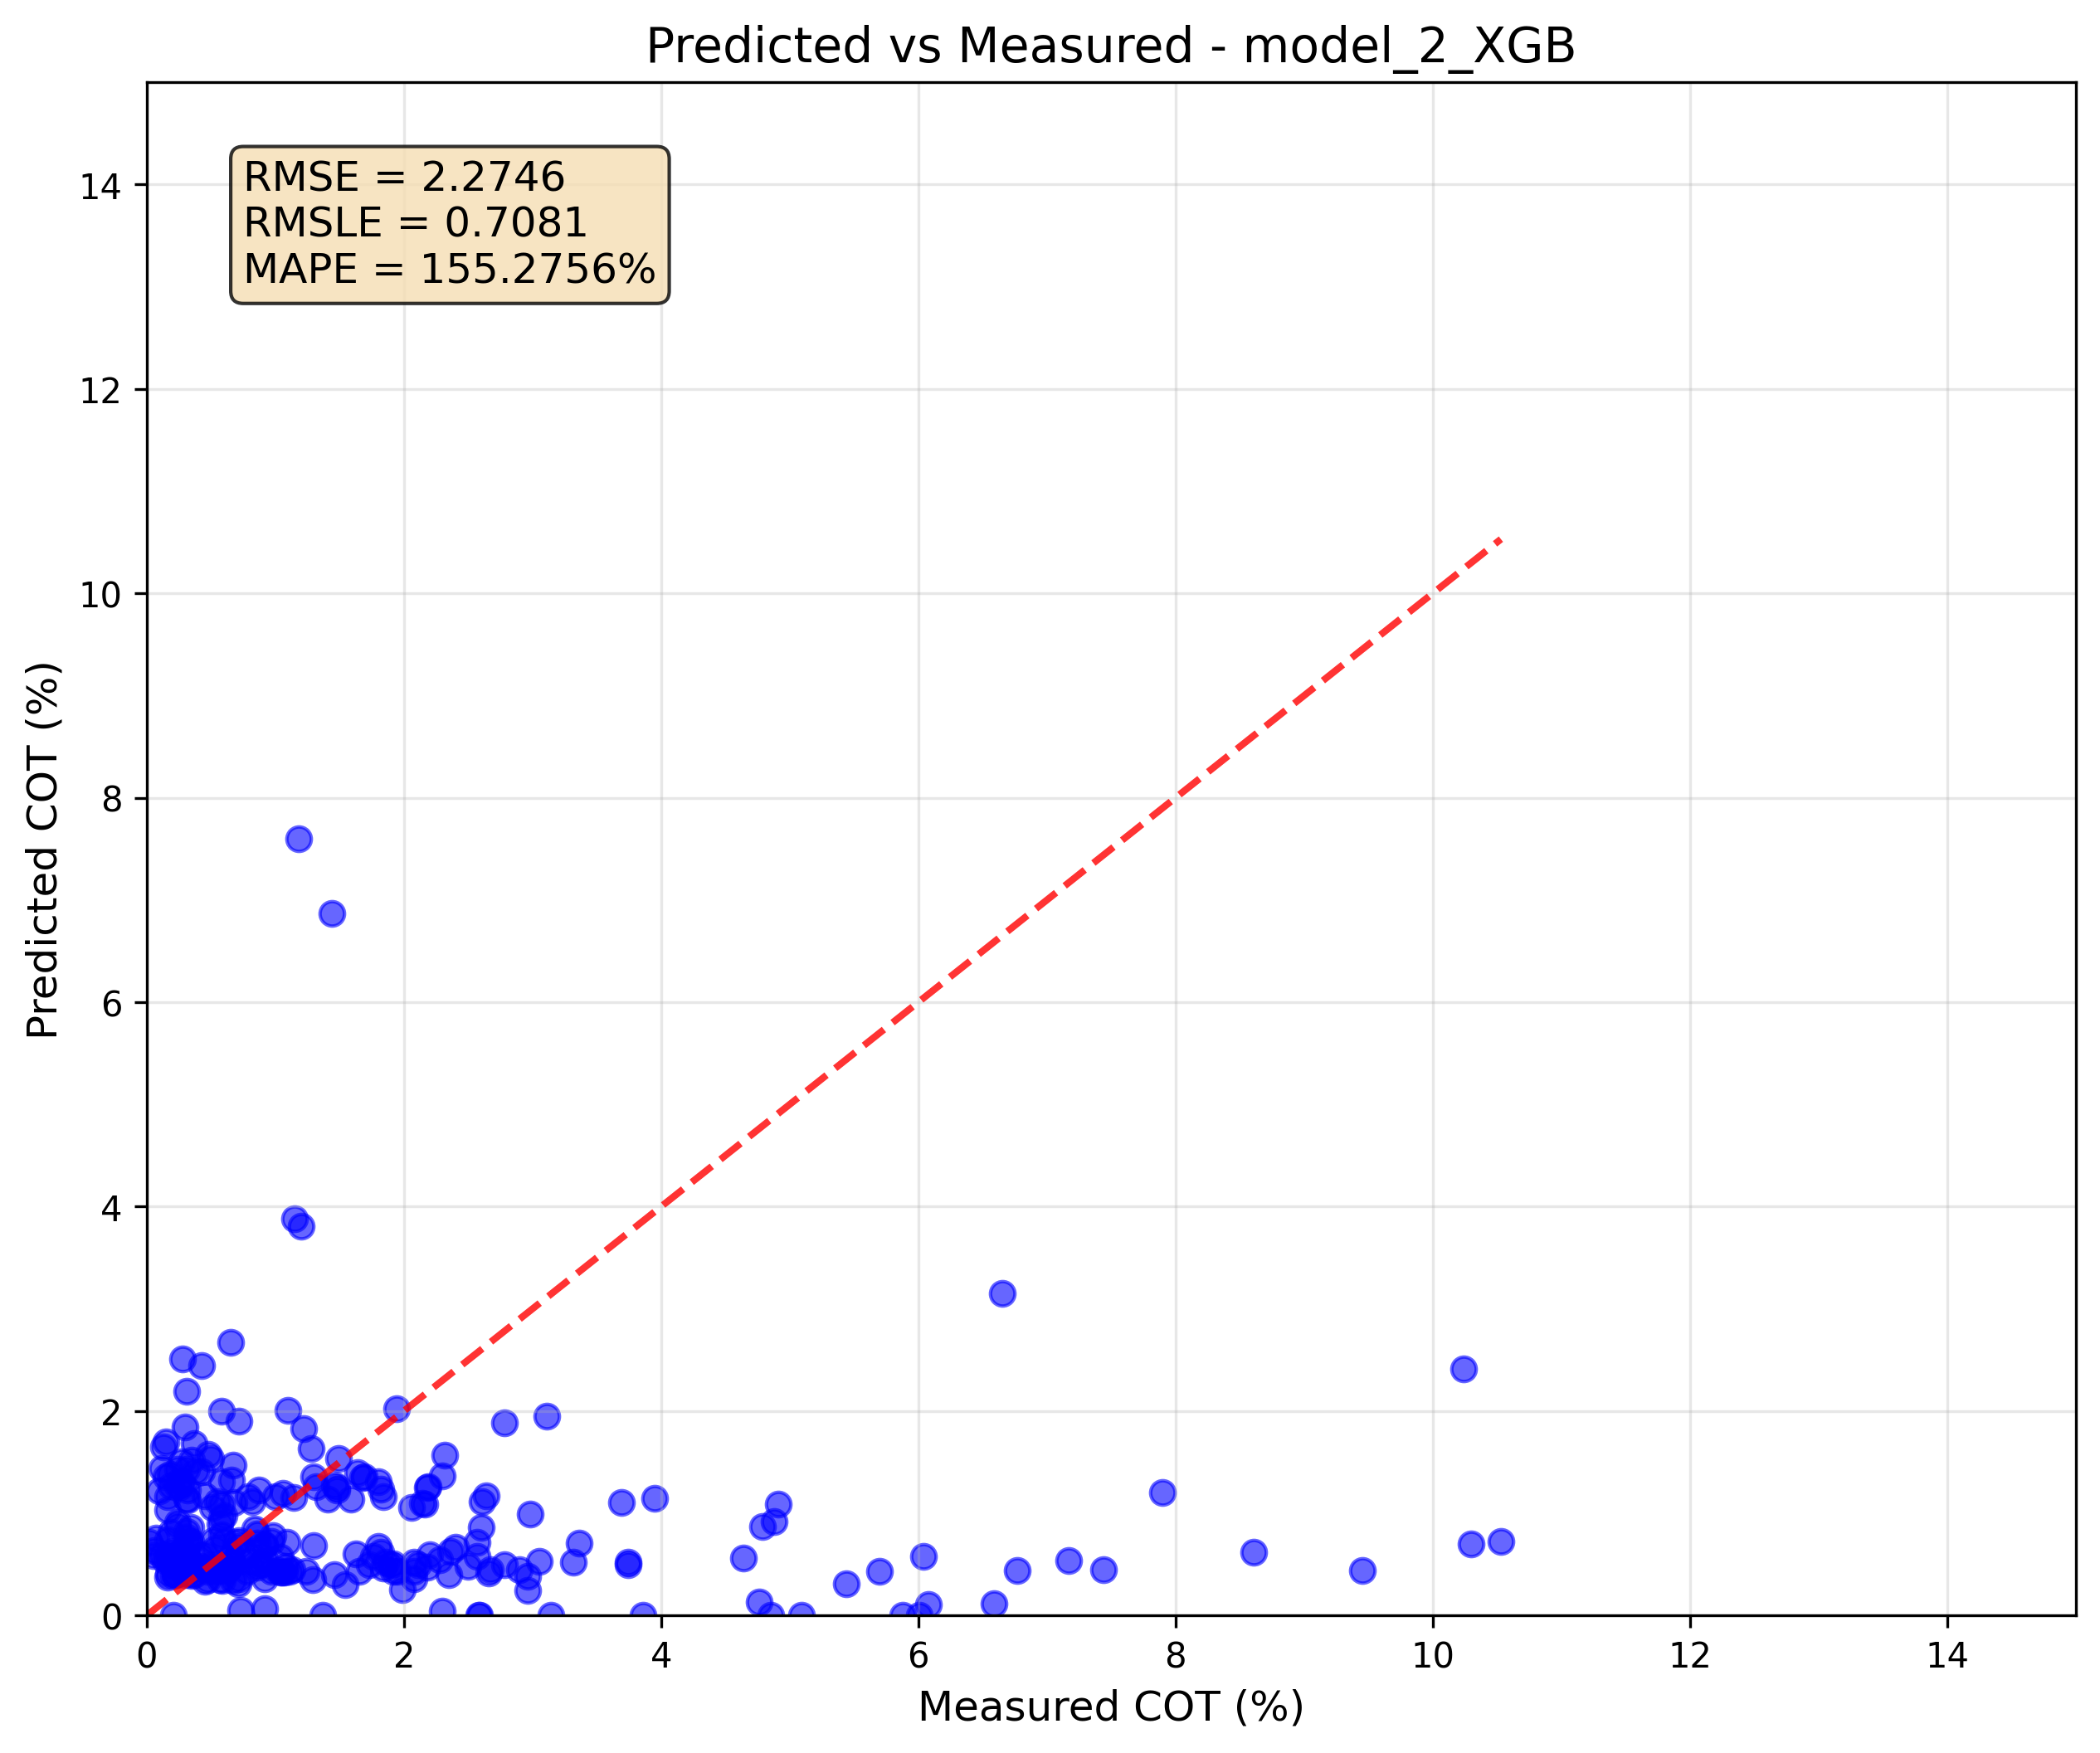 Predicted vs Measured - model_2_XGB
RMSE = 2.2746
RMSLE = 0.7081
MAPE = 155.2756%
Predicted COT (%)
14
12
10
8
6
4
2
0
0 2 4 6 8 10 12 14
Measured COT (%)